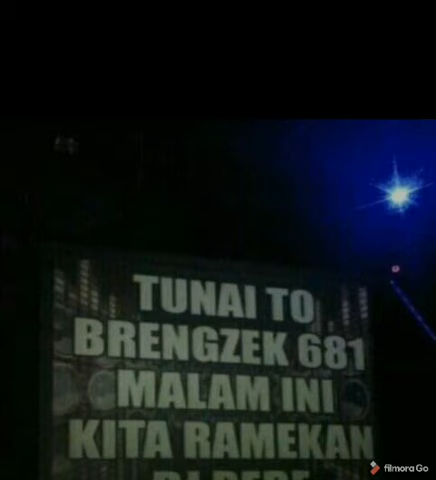 TUNAI TO
BRENGZEK 681
MALAM INI
KITA RAMEKAN
filmora Go